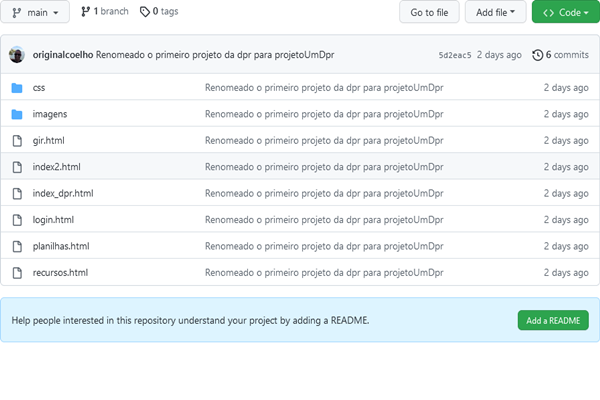 main 1 branch 0 tags Go to file Add file Code
originalcoelho Renomeado o primeiro projeto da dpr para projetoUmDpr 5d2eac5 2 days ago 6 commits
css Renomeado o primeiro projeto da dpr para projetoUmDpr 2 days ago
imagens Renomeado o primeiro projeto da dpr para projetoUmDpr 2 days ago
gir.html Renomeado o primeiro projeto da dpr para projetoUmDpr 2 days ago
index2.html Renomeado o primeiro projeto da dpr para projetoUmDpr 2 days ago
index_dpr.html Renomeado o primeiro projeto da dpr para projetoUmDpr 2 days ago
login.html Renomeado o primeiro projeto da dpr para projetoUmDpr 2 days ago
planilhas.html Renomeado o primeiro projeto da dpr para projetoUmDpr 2 days ago
recursos.html Renomeado o primeiro projeto da dpr para projetoUmDpr 2 days ago
Help people interested in this repository understand your project by adding a README. Add a README